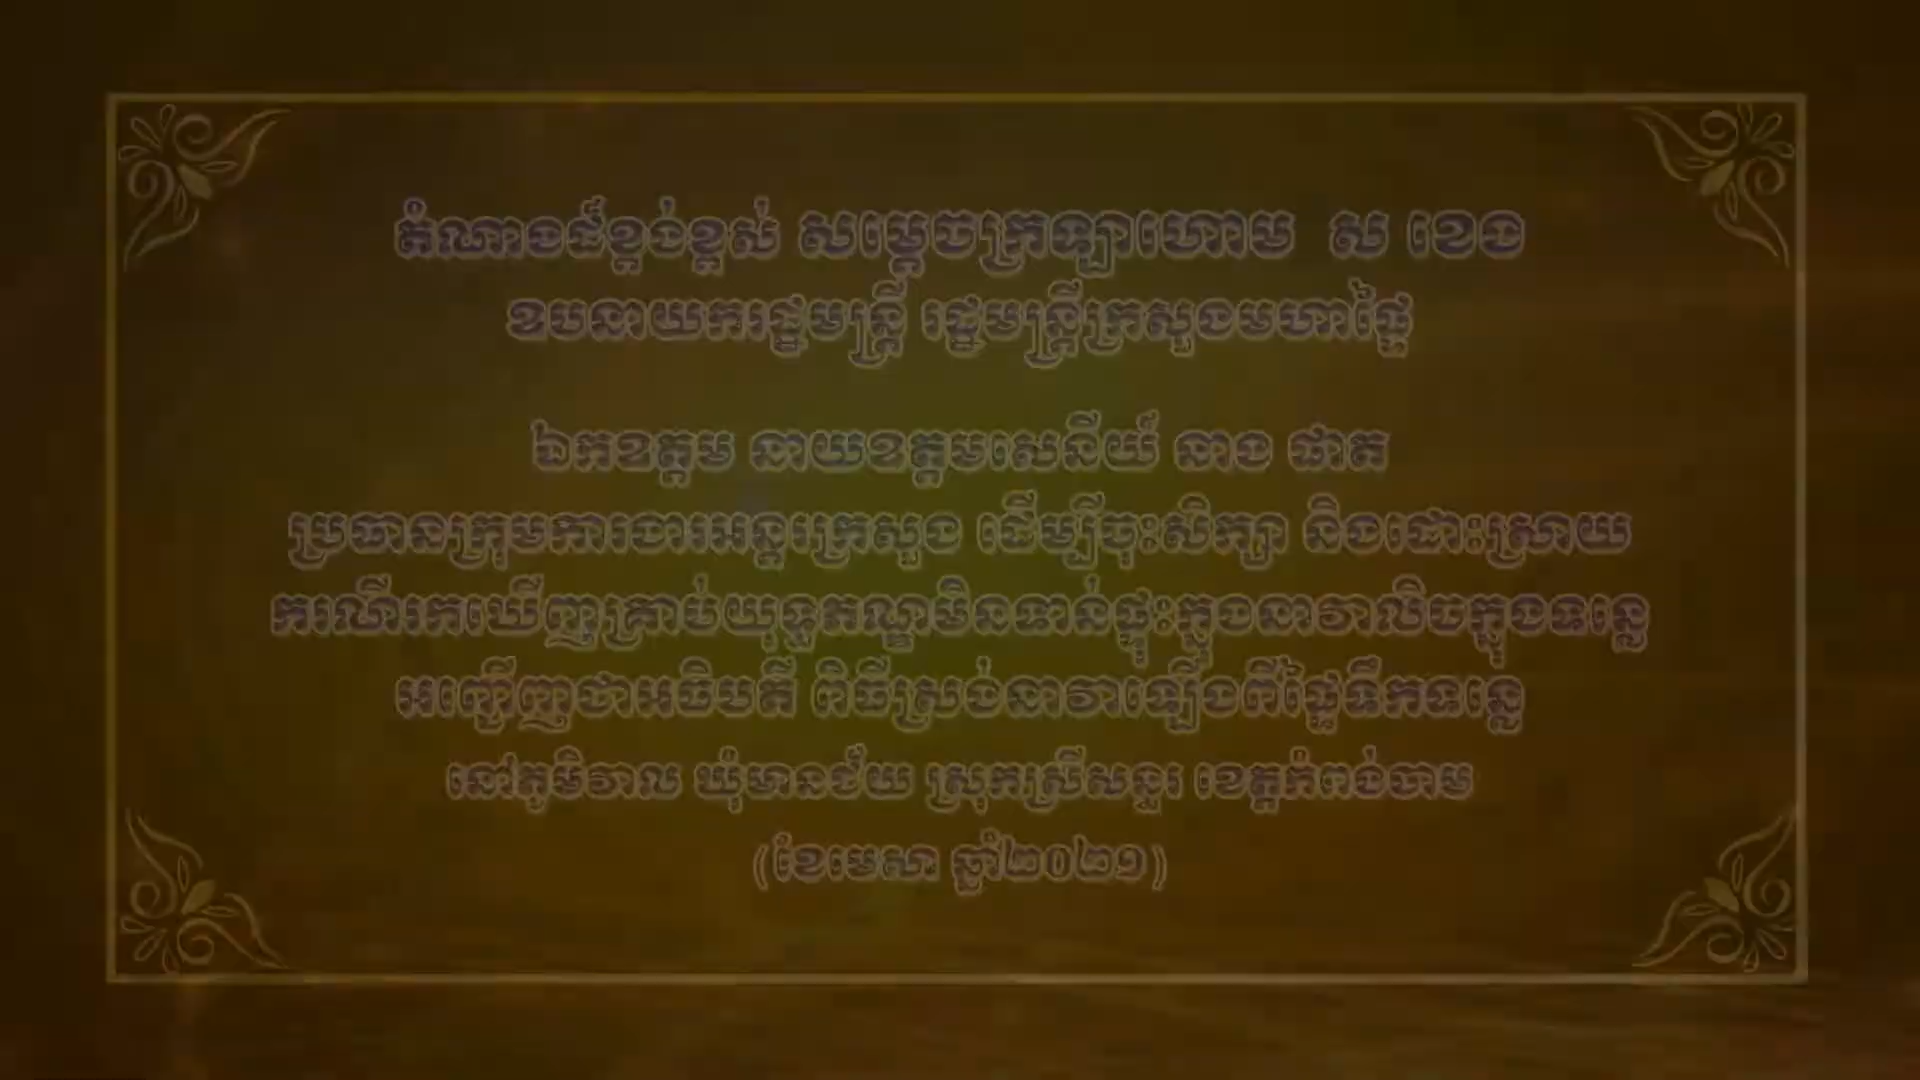 តំណាងដ៏ខ្ពង់ខ្ពស់ សម្តេចក្រឡាហោម ស ខេង
ឧបនាយករដ្ឋមន្ត្រី រដ្ឋមន្ត្រីក្រសួងមហាផ្ទៃ
ឯកឧត្តម នាយឧត្តមសេនីយ៍ នាង ផាត
ប្រធានក្រុមការងារអន្តរក្រសួង ដើម្បីចុះសិក្សា និងដោះស្រាយ
ករណីរកឃើញគ្រាប់យុទ្ធភណ្ឌមិនទាន់ផ្ទុះក្នុងនាវាលិចក្នុងទន្លេ
អញ្ជើញជាអធិបតី ពិធីស្រង់នាវាឡើងពីផ្ទៃទឹកទន្លេ
នៅភូមិវាល ឃុំមានជ័យ ស្រុកស្រីសន្ធរ ខេត្តកំពង់ចាម
(ខែមេសា ឆ្នាំ២០២១)